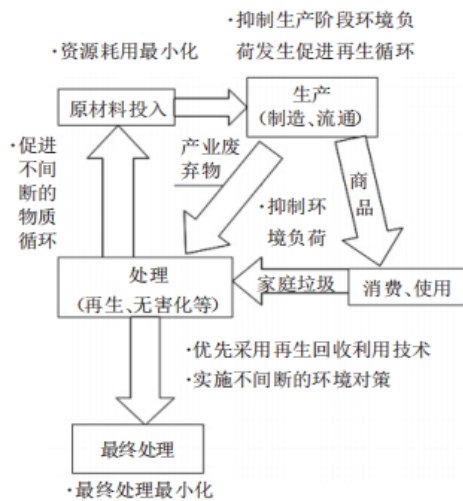 ·抑制生产阶段环境负
荷发生促进再生循环
·资源耗用最小化
原材料投入
生产
(制造、流通)
·促进
不间
断的
物质
循环
产业废
弃物
商
品
·抑制环
境负荷
处理
(再生、无害化等)
家庭垃圾
消费、使用
·优先采用再生回收利用技术
·实施不间断的环境对策
最终处理
·最终处理最小化